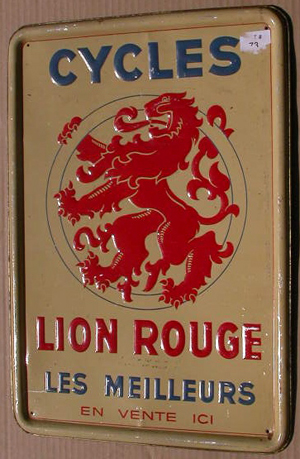 CYCLES
LION ROUGE
LES MEILLEURS
EN VENTE ICI